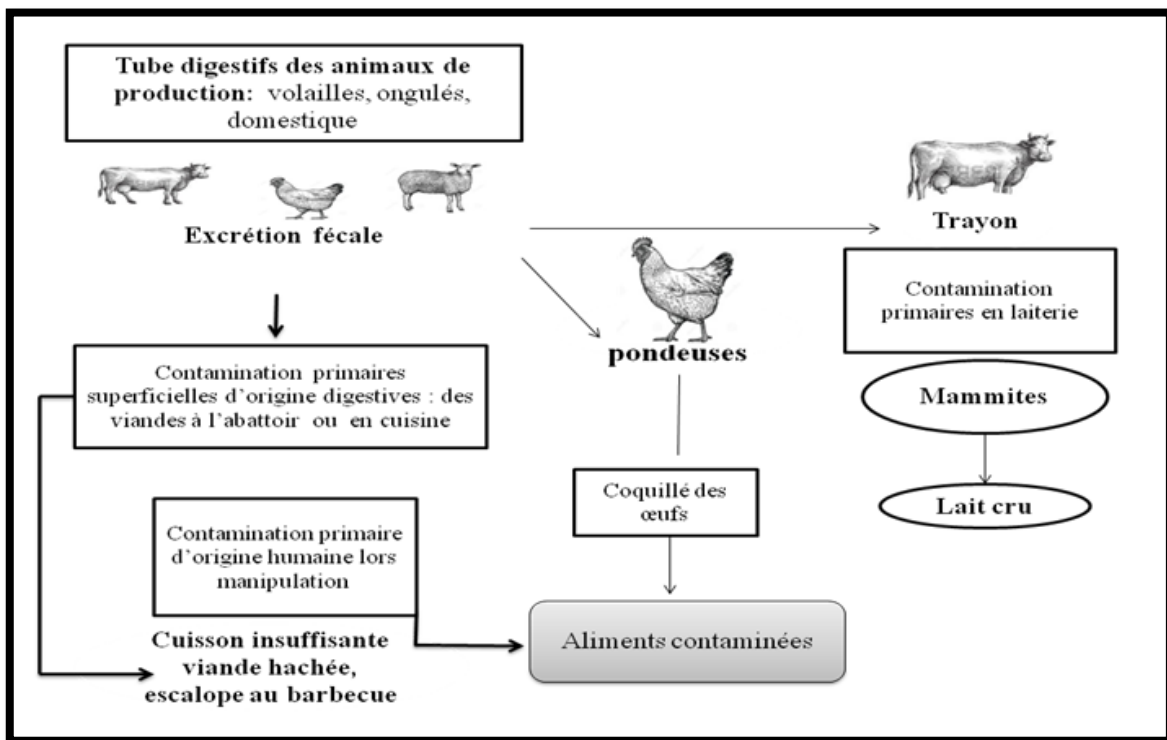 Tube digestifs des animaux de
production: volailles, ongulés,
domestique
Excrétion fécale
Trayon
Contamination
primaires en laiterie
pondeuses
Contamination primaires
superficielles d'origine digestives : des
viandes à l'abattoir ou en cuisine
Mammites
Coquillé des
œufs
Lait cru
Contamination primaire
d'origine humaine lors
manipulation
Cuisson insuffisante
viande hachée,
escalope au barbecue
Aliments contaminées